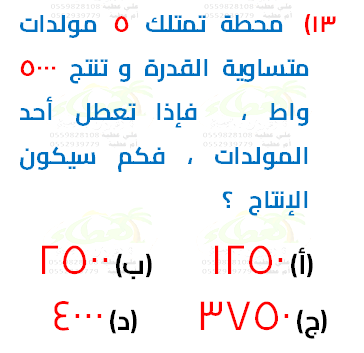 ١٣) محطة تمتلك ٥ مولدات
متساوية القدرة و تنتج ٥٠٠٠
واط ، فإذا تعطل أحد
المولدات ، فكم سيكون
الإنتاج ؟
(أ) ١٢٥٠ (ب) ٢٥٠٠
(ج) ٣٧٥٠ (د) ٤٠٠٠